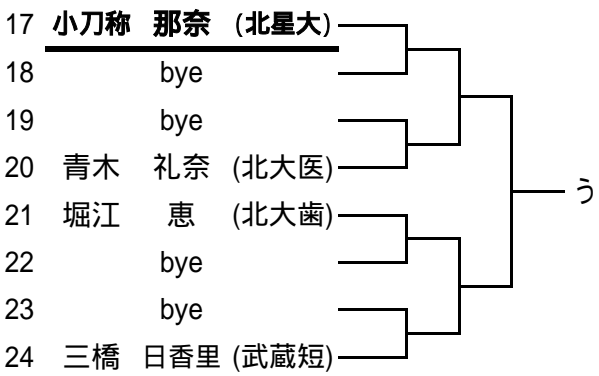 17 小刀称 那奈 (北星大)
18 bye
19 bye
20 青木 礼奈 (北大医)
う
21 堀江 恵 (北大歯)
22 bye
23 bye
24 三橋 日香里 (武蔵短)